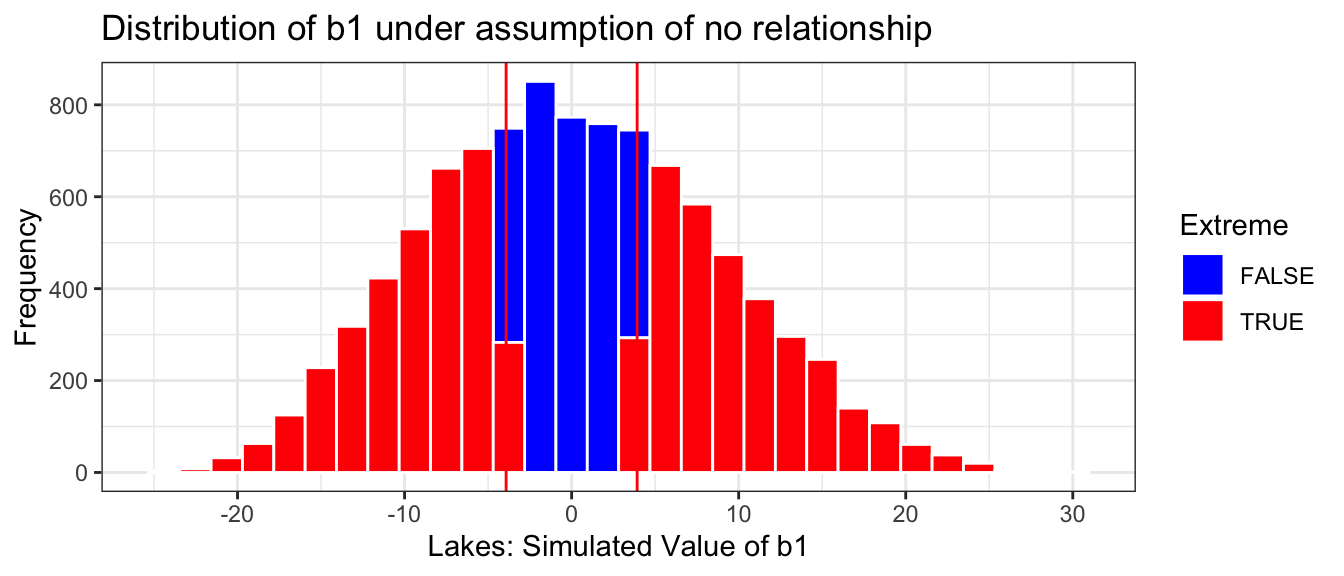 Distribution of b1 under assumption of no relationship
800
600
400
200
0
Frequency
-20
-10
0
10
20
30
Lakes: Simulated Value of b1
Extreme
FALSE
TRUE